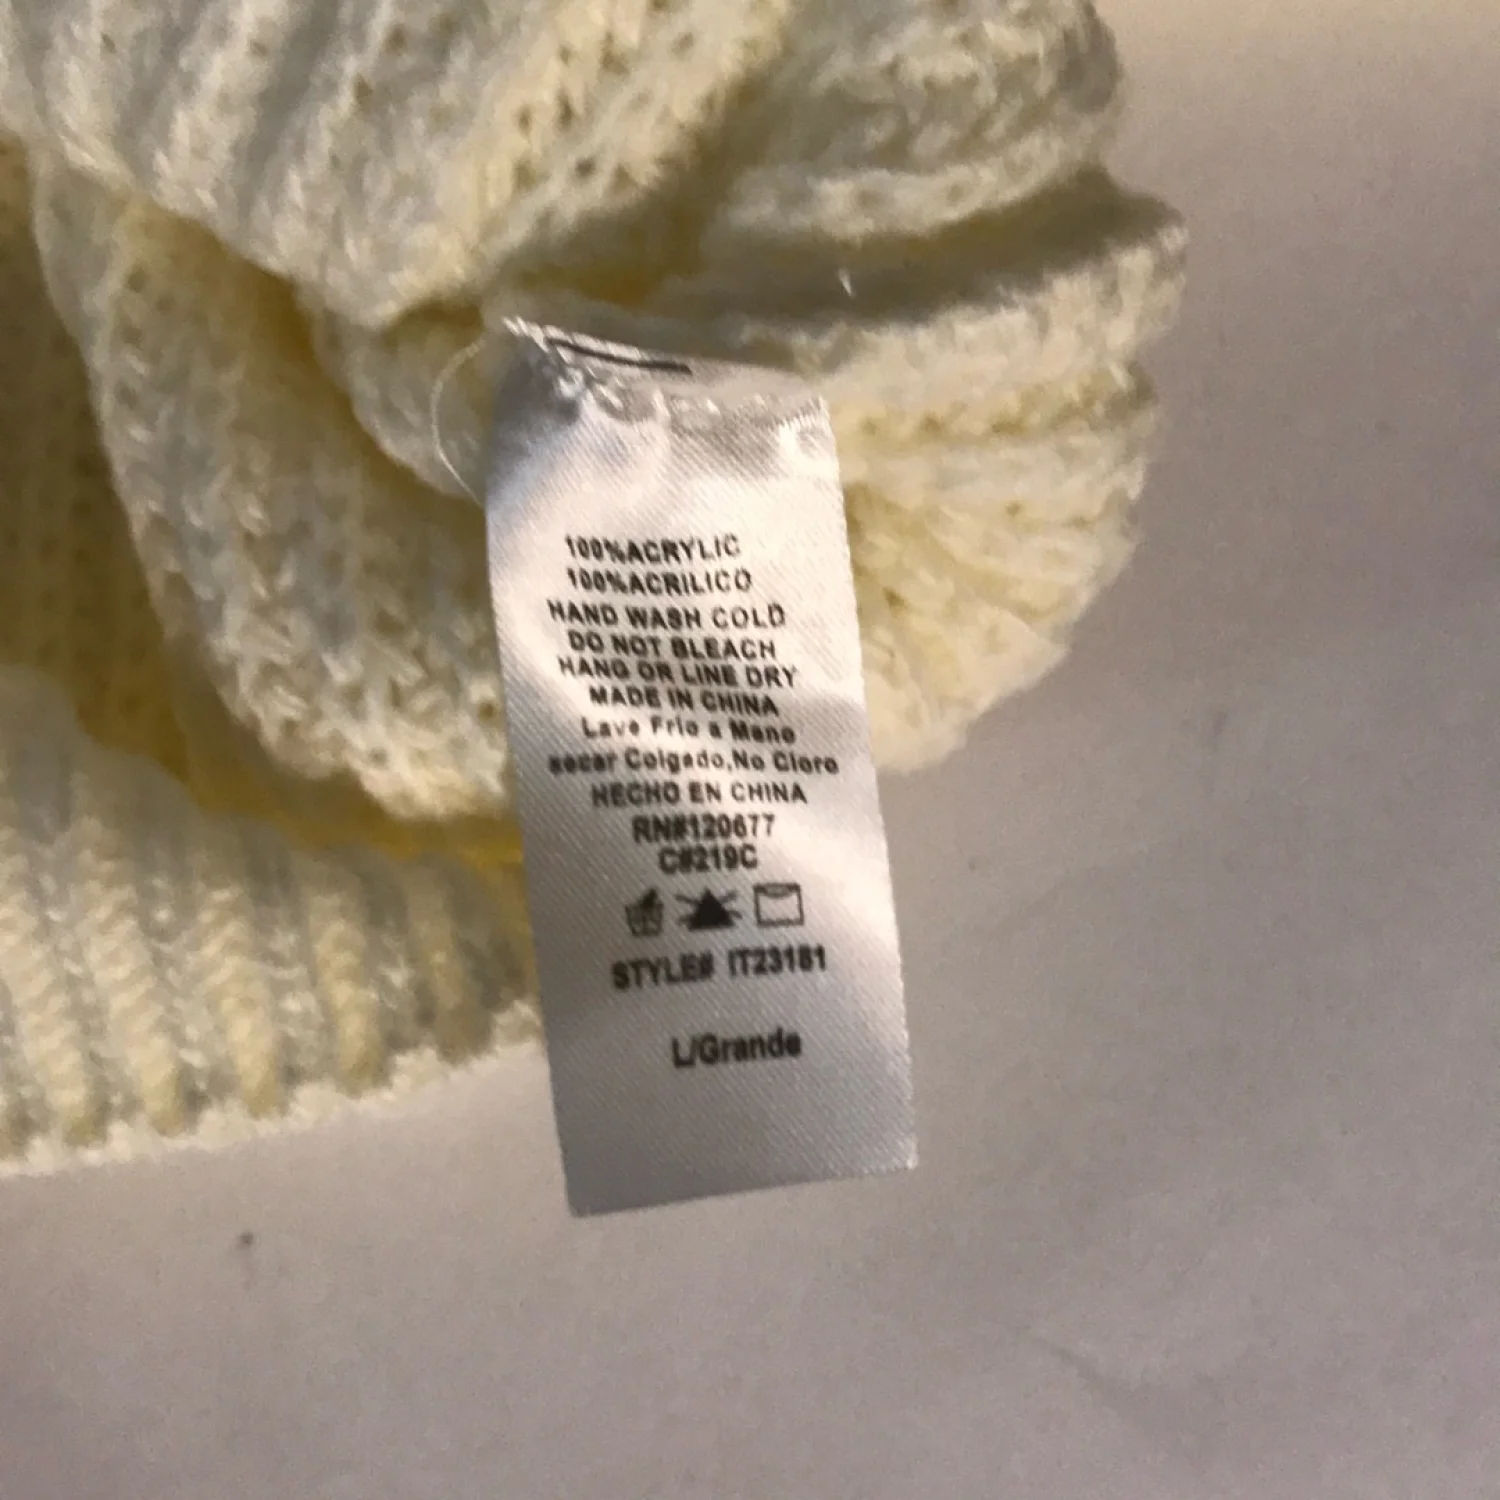 100%ACRYLIC
100%ACRILICO
HAND WASH COLD
DO NOT BLEACH
HANG OR LINE DRY
MADE IN CHINA
Lave Frio a Mano
secar Colgado,No Cloro
HECHO EN CHINA
RN#120677
C#219C
STYLE# IT23181
L/Grande